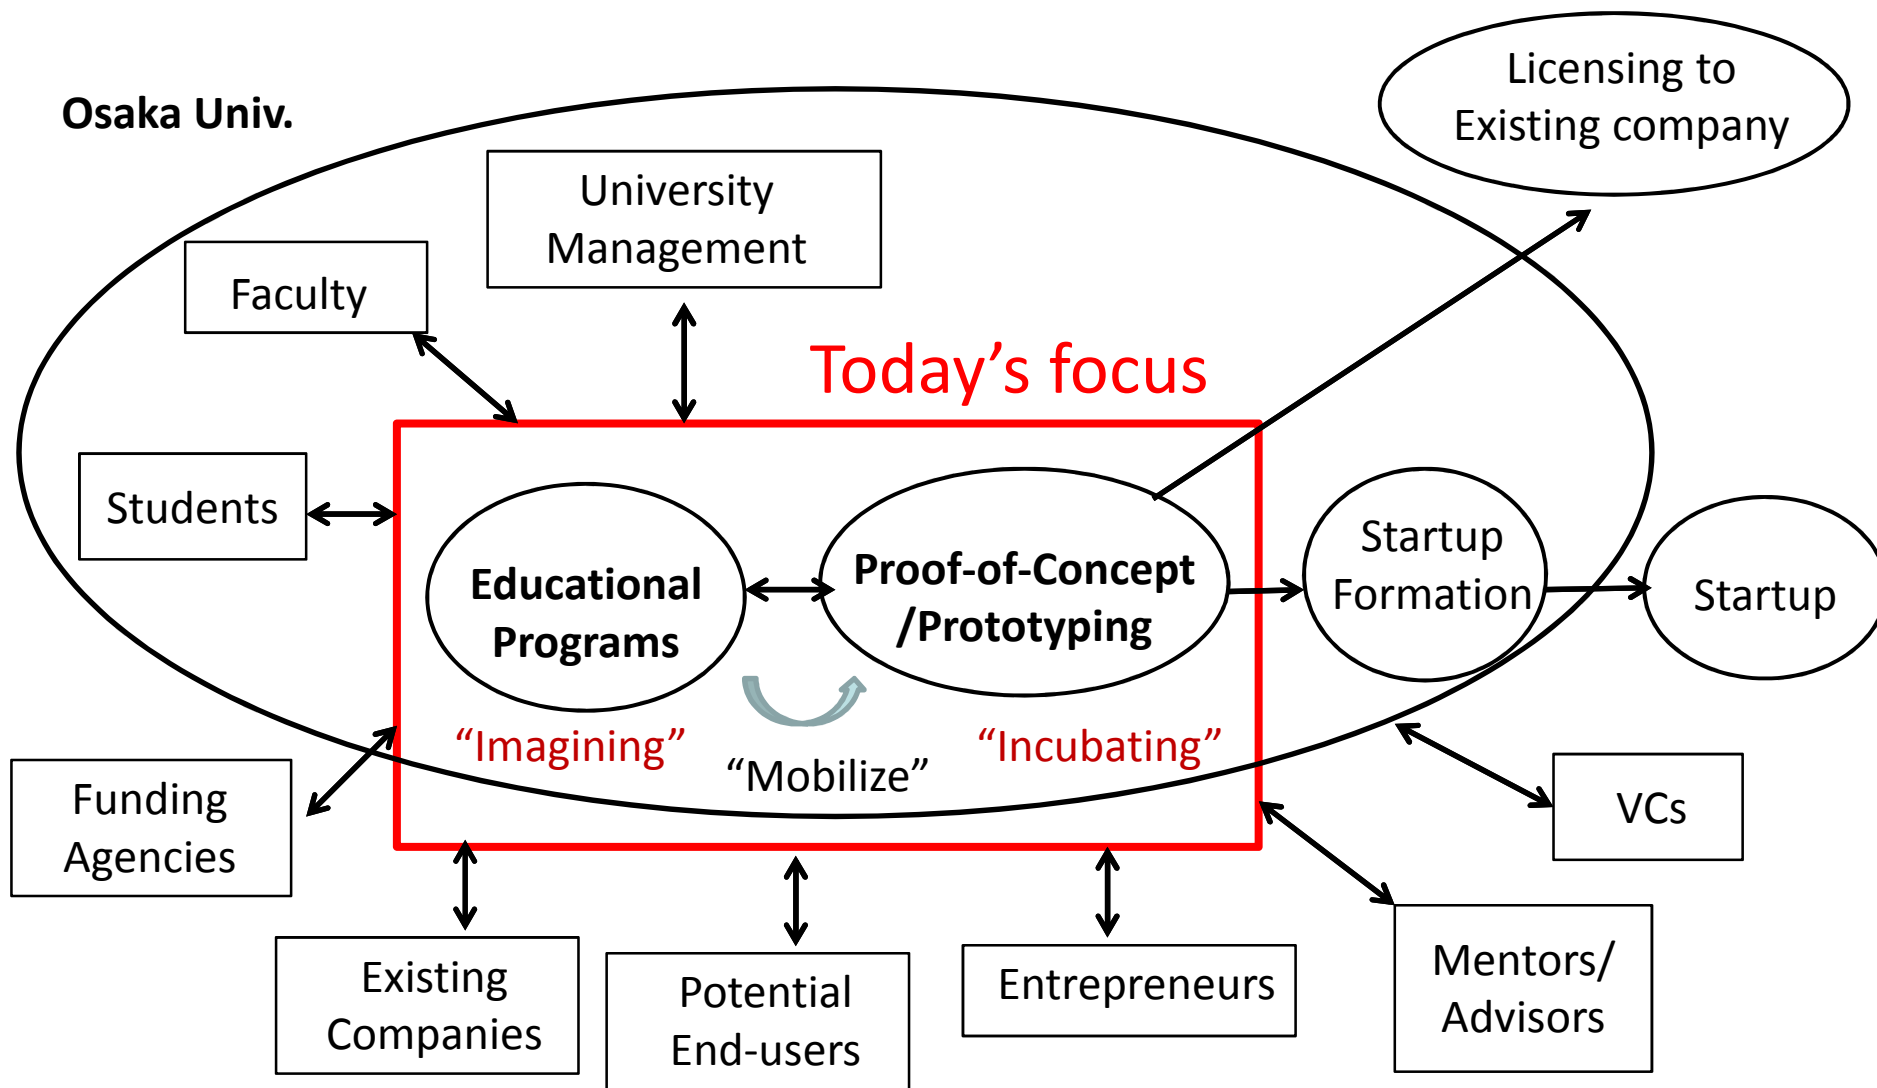 Licensing to
Existing company
Osaka Univ.
University
Management
Faculty
Today’s focus
Students
Educational
Programs
Proof-of-Concept
/Prototyping
Startup
Formation
Startup
“Imagining”
“Mobilize”
“Incubating”
Funding
Agencies
VCs
Existing
Companies
Potential
End-users
Entrepreneurs
Mentors/
Advisors